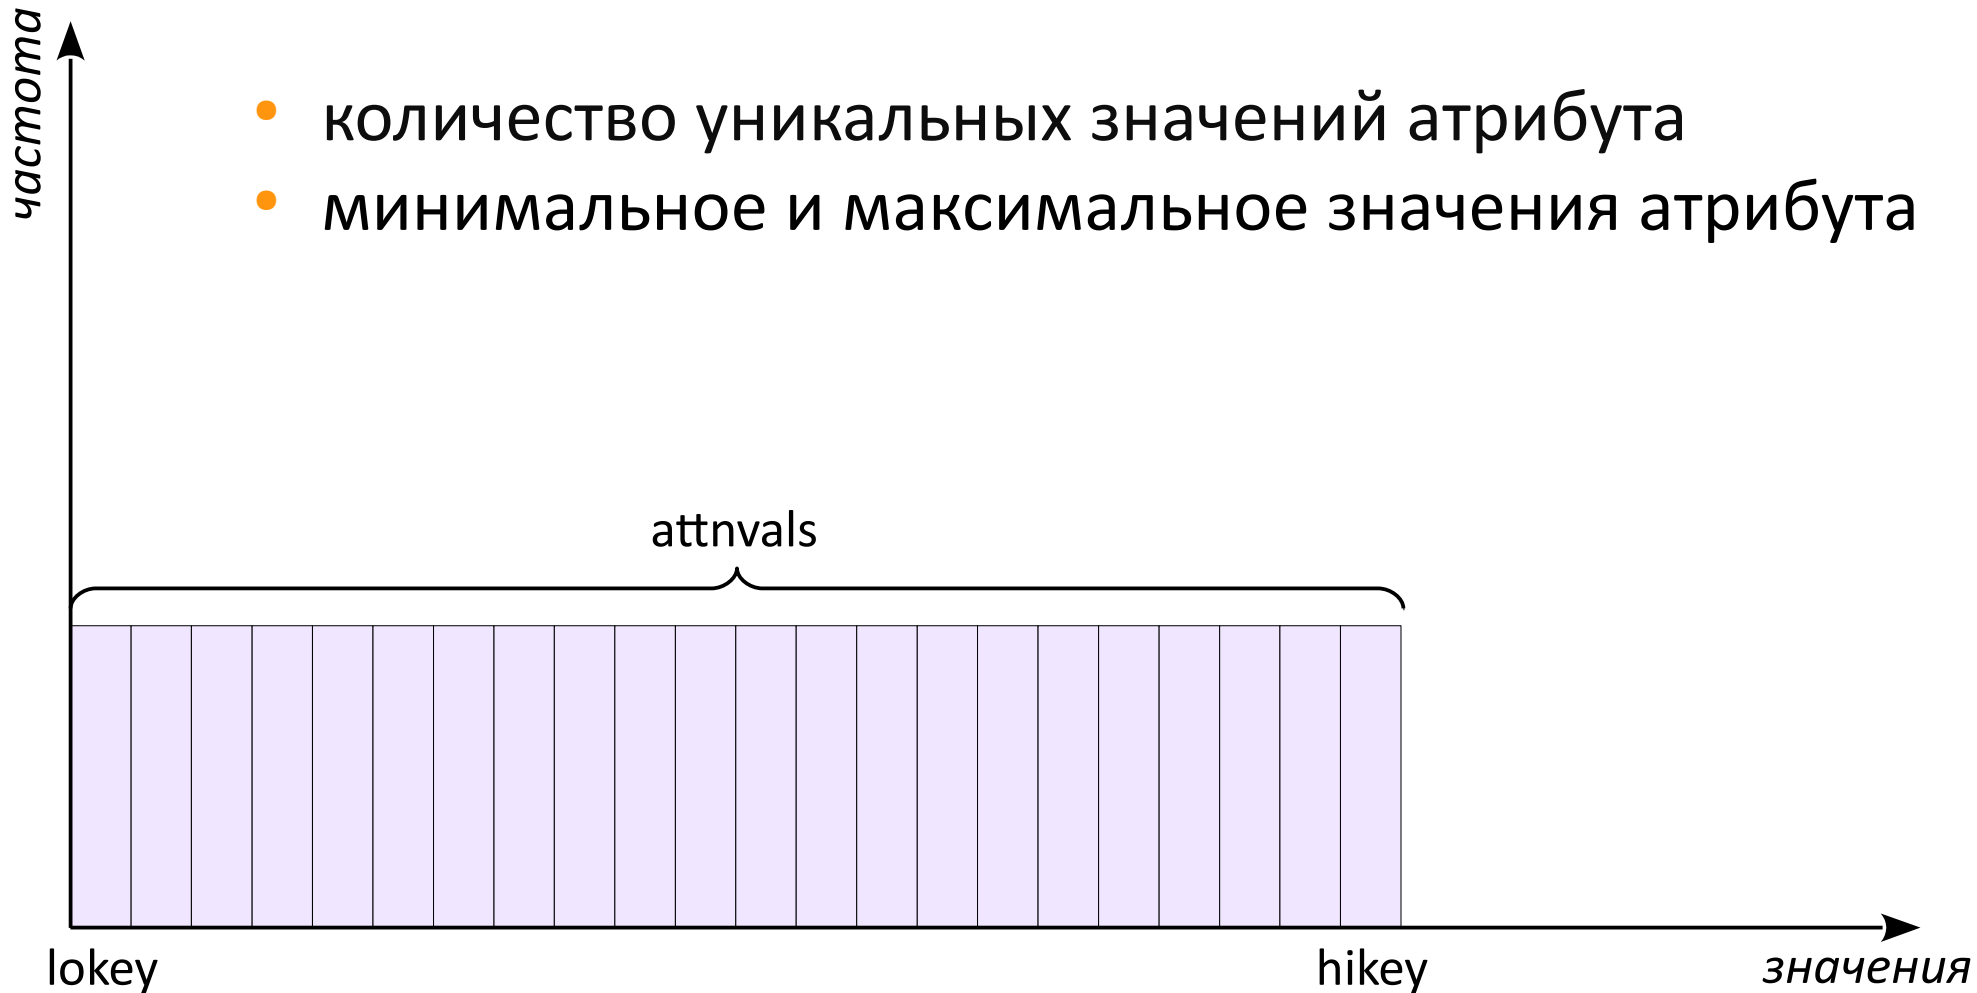 частота
• количество уникальных значений атрибута
• минимальное и максимальное значения атрибута
attnvals
lokey
hikey
значения